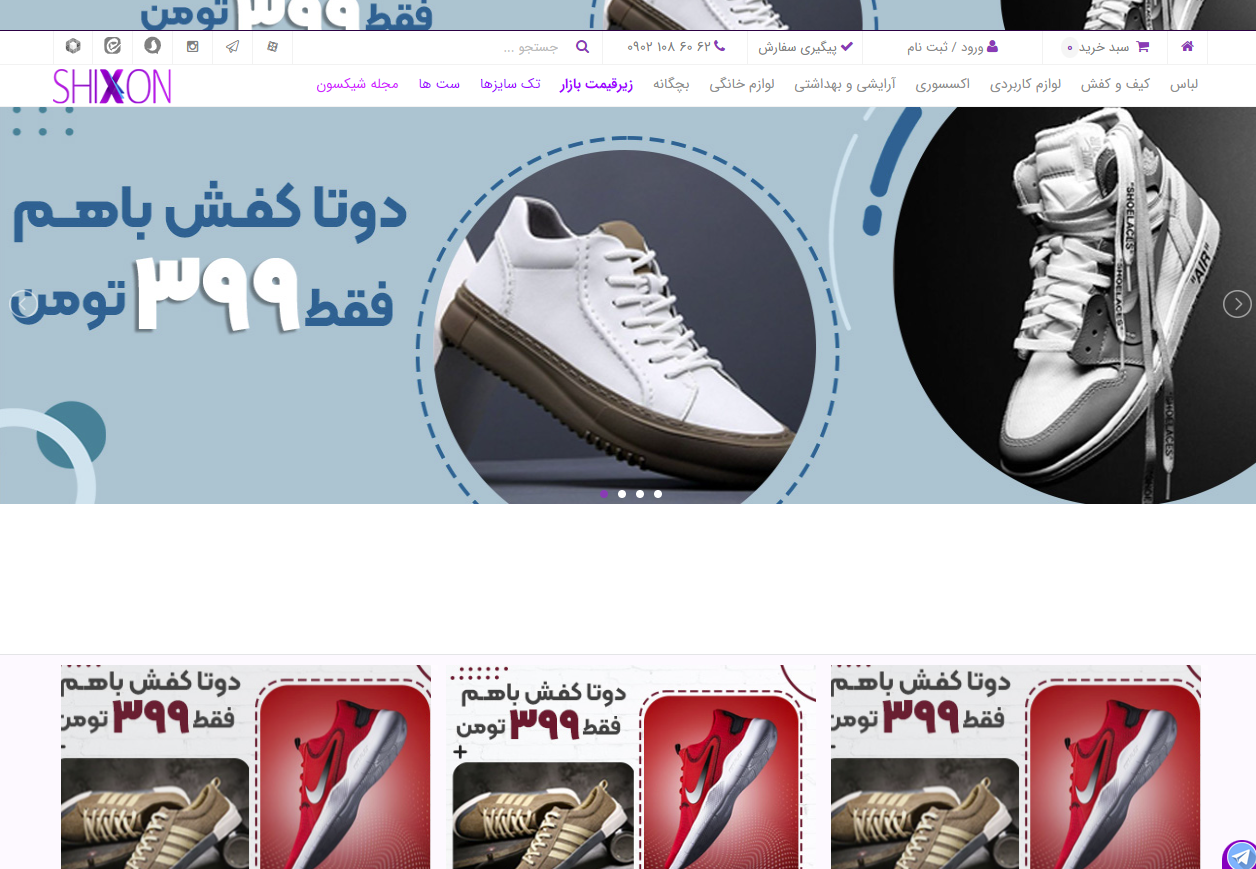 فقط ۳۹۹ تومن
سبد خرید ۰
ورود / ثبت نام
پیگیری سفارش
۰۹۰۲ ۱۰۸ ۶۰ ۶۲
جستجو ...
SHIXON
لباس کیف و کفش لوازم کاربردی اکسسوری آرایشی و بهداشتی لوازم خانگی بچگانه زیرقیمت بازار تک سایزها ست ها مجله شیکسون
دوتا کفش باهم
فقط ۳۹۹ تومن
"SHOELACES"
"SHOELACES"
"AIR"
SHOELACES"
دوتا کفش باهم
فقط ۳۹۹ تومن
دوتا کفش باهم
فقط ۳۹۹ تومن
دوتا کفش باهم
فقط ۳۹۹ تومن